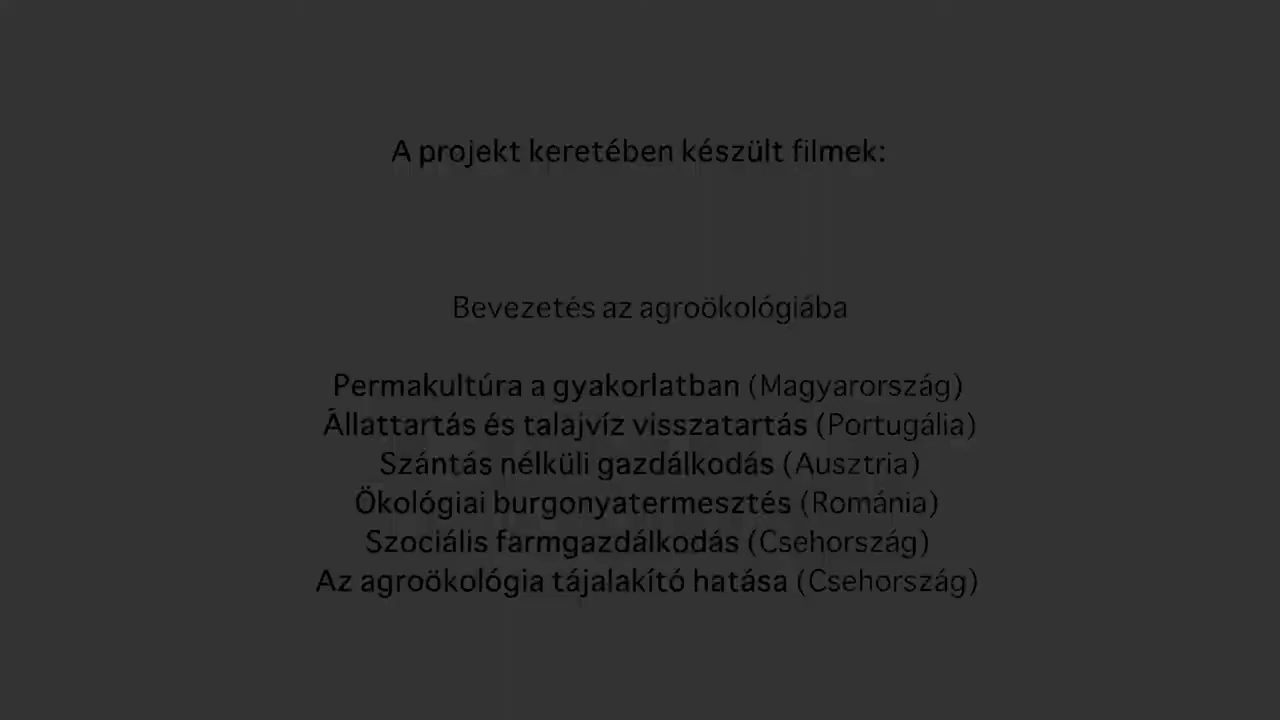 A projekt keretében készült filmek:
Bevezetés az agroökológiába
Permakultúra a gyakorlatban (Magyarország)
Állattartás és talajvíz visszatartás (Portugália)
Szántás nélküli gazdálkodás (Ausztria)
Ökológiai burgonyatermesztés (Románia)
Szociális farmgazdálkodás (Csehország)
Az agroökológia tájalakító hatása (Csehország)